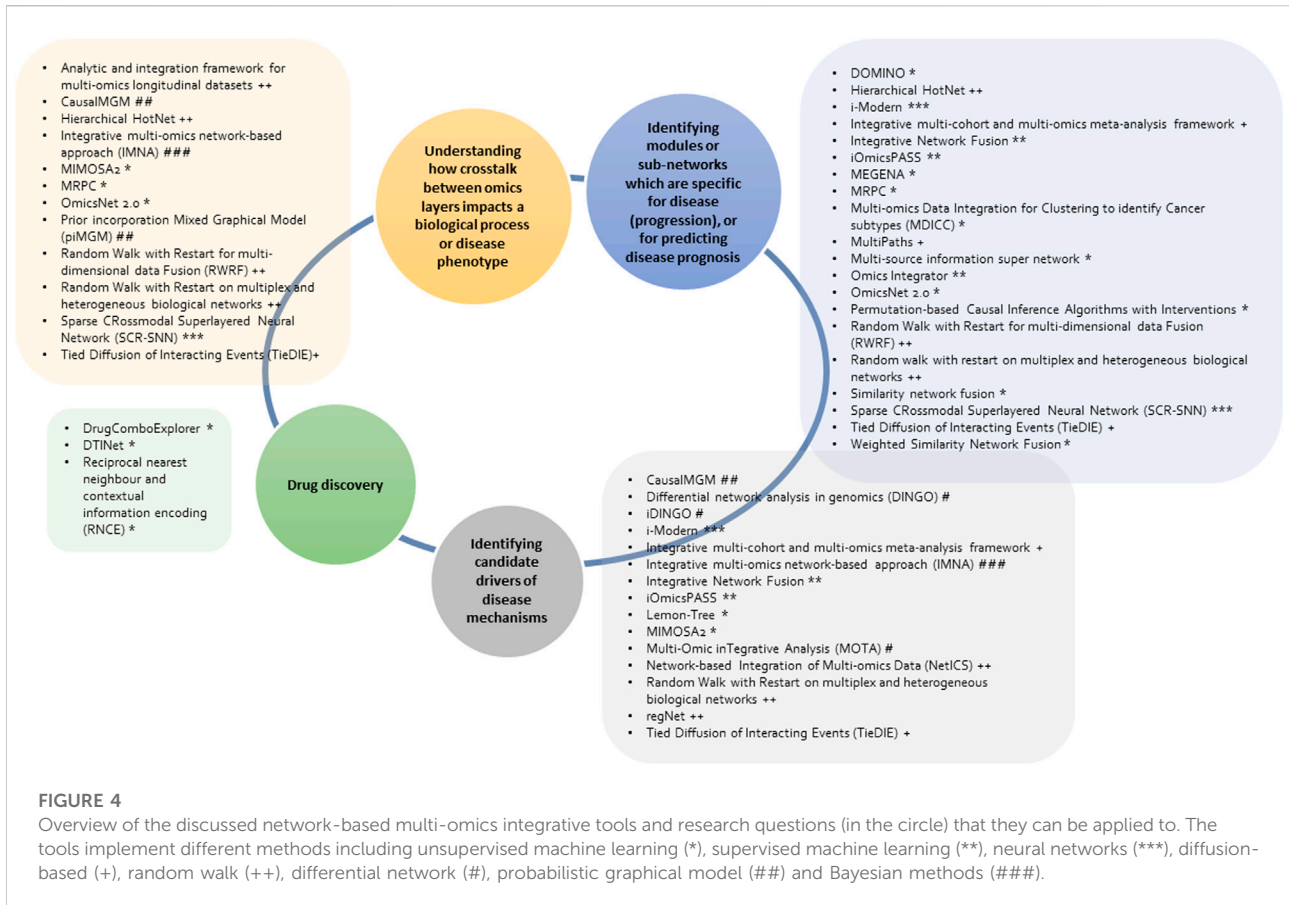 • Analytic and integration framework for
multi-omics longitudinal datasets ++
• CausalMGM ##
• Hierarchical HotNet ++
• Integrative multi-omics network-based
approach (IMNA) ###
• MIMOSA2 *
• MRPC *
• OmicsNet 2.0 *
• Prior incorporation Mixed Graphical Model
(piMGM) ##
• Random Walk with Restart for multi-
dimensional data Fusion (RWRF) ++
• Random Walk with Restart on multiplex and
heterogeneous biological networks ++
• Sparse CRossmodal Superlayered Neural
Network (SCR-SNN) ***
• Tied Diffusion of Interacting Events (TieDIE)+
Understanding
how crosstalk
between omics
layers impacts a
biological process
or disease
phenotype
Identifying
modules or
sub-networks
which are specific
for disease
(progression), or
for predicting
disease prognosis
• DOMINO *
• Hierarchical HotNet ++
• i-Modern ***
• Integrative multi-cohort and multi-omics meta-analysis framework +
• Integrative Network Fusion **
• iOmicsPASS **
• MEGENA *
• MRPC *
• Multi-omics Data Integration for Clustering to identify Cancer
subtypes (MDICC) *
• MultiPaths +
• Multi-source information super network *
• Omics Integrator **
• OmicsNet 2.0 *
• Permutation-based Causal Inference Algorithms with Interventions *
• Random Walk with Restart for multi-dimensional data Fusion
(RWRF) ++
• Random walk with restart on multiplex and heterogeneous biological
networks ++
• Similarity network fusion *
• Sparse CRossmodal Superlayered Neural Network (SCR-SNN) ***
• Tied Diffusion of Interacting Events (TieDIE) +
• Weighted Similarity Network Fusion *
• DrugComboExplorer *
• DTINet *
• Reciprocal nearest
neighbour and
contextual
information encoding
(RNCE) *
Drug discovery
Identifying
candidate
drivers of
disease
mechanisms
• CausalMGM ##
• Differential network analysis in genomics (DINGO) #
• iDINGO #
• i-Modern ***
• Integrative multi-cohort and multi-omics meta-analysis framework +
• Integrative multi-omics network-based approach (IMNA) ###
• Integrative Network Fusion **
• iOmicsPASS **
• Lemon-Tree *
• MIMOSA2 *
• Multi-Omic inTegrative Analysis (MOTA) #
• Network-based Integration of Multi-omics Data (NetICS) ++
• Random Walk with Restart on multiplex and heterogeneous
biological networks ++
• regNet ++
• Tied Diffusion of Interacting Events (TieDIE) +
FIGURE 4
Overview of the discussed network-based multi-omics integrative tools and research questions (in the circle) that they can be applied to. The
tools implement different methods including unsupervised machine learning (*), supervised machine learning (**), neural networks (***), diffusion-
based (+), random walk (++), differential network (#), probabilistic graphical model (##) and Bayesian methods (###).